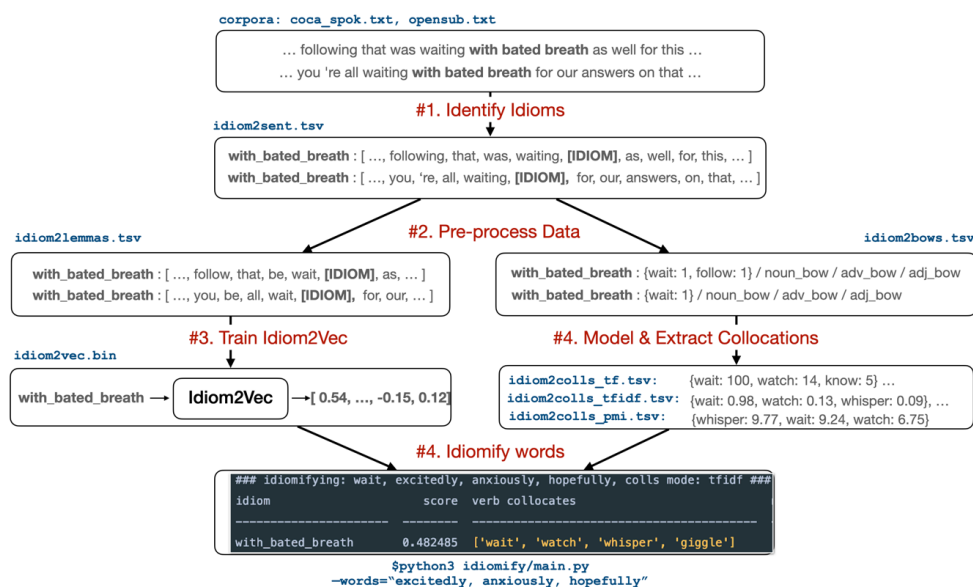 corpora: coca_spok.txt, opensub.txt
... following that was waiting with bated breath as well for this ...
... you 're all waiting with bated breath for our answers on that ...
#1. Identify Idioms
idiom2sent.tsv
with_bated_breath : [ ..., following, that, was, waiting, [IDIOM], as, well, for, this, ... ]
with_bated_breath : [ ..., you, 're, all, waiting, [IDIOM], for, our, answers, on, that, ... ]
#2. Pre-process Data
idiom2lemmas.tsv
idiom2bows.tsv
with_bated_breath : [ ..., follow, that, be, wait, [IDIOM], as, ... ]
with_bated_breath : [ ..., you, be, all, wait, [IDIOM], for, our, ... ]
with_bated_breath : {wait: 1, follow: 1} / noun_bow / adv_bow / adj_bow
with_bated_breath : {wait: 1} / noun_bow / adv_bow / adj_bow
#3. Train Idiom2Vec
#4. Model & Extract Collocations
idiom2vec.bin
with_bated_breath
Idiom2Vec
[ 0.54, ..., -0.15, 0.12]
idiom2colls_tf.tsv: {wait: 100, watch: 14, know: 5} ...
idiom2colls_tfidf.tsv: {wait: 0.98, watch: 0.13, whisper: 0.09}, ...
idiom2colls_pmi.tsv: {whisper: 9.77, wait: 9.24, watch: 6.75}
#4. Idiomify words
### idiomifying: wait, excitedly, anxiously, hopefully, colls mode: tfidf ###
idiom score verb collocates
with_bated_breath 0.482485 ['wait', 'watch', 'whisper', 'giggle']
$python3 idiomify/main.py
—words="excitedly, anxiously, hopefully"